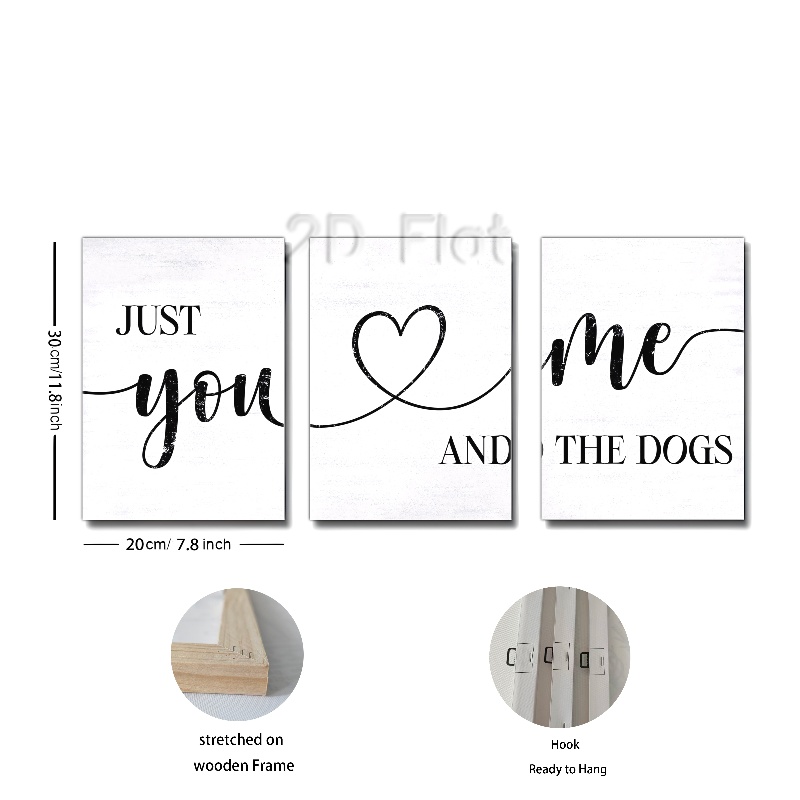 2D Flat
JUST
you
me
AND THE DOGS
30cm/11.8inch
20cm/ 7.8 inch
stretched on
wooden Frame
Hook
Ready to Hang